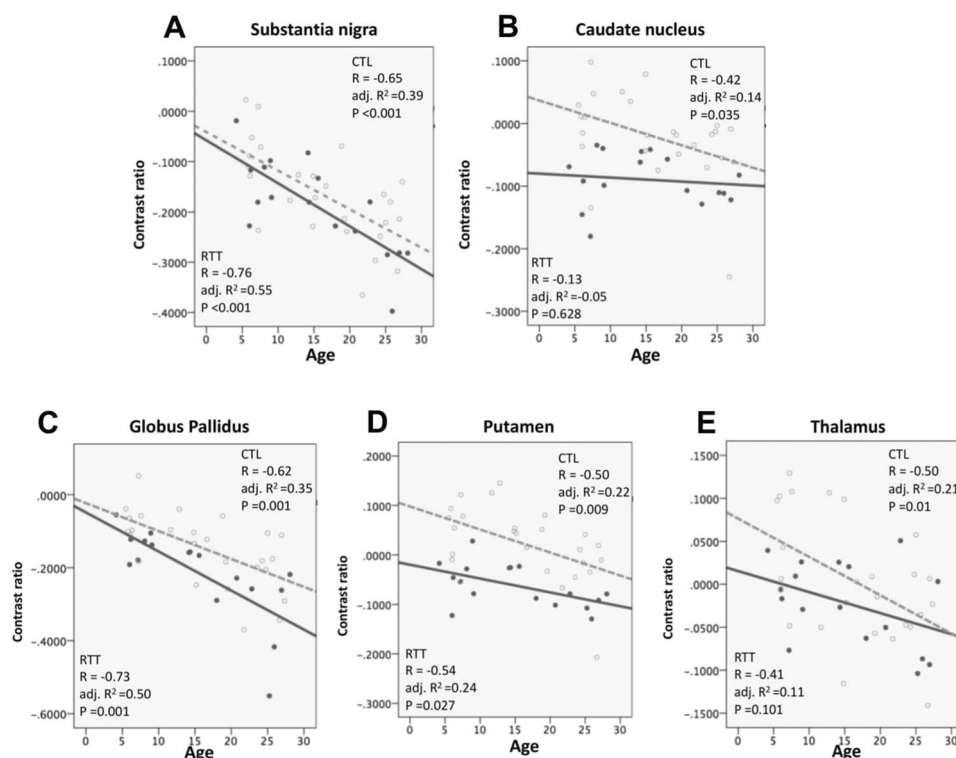 A
Substantia nigra
.1000
.0000
-.1000
-.2000
-.3000
-.4000
Contrast ratio
CTL
R = -0.65
adj. R² =0.39
P <0.001
RTT
R = -0.76
adj. R² =0.55
P <0.001
0 5 10 15 20 25 30
Age
B
Caudate nucleus
.1000
.0000
-.1000
-.2000
-.3000
Contrast ratio
CTL
R = -0.42
adj. R² =0.14
P =0.035
RTT
R = -0.13
adj. R² =-0.05
P =0.628
0 5 10 15 20 25 30
Age
C
Globus Pallidus
.0000
-.2000
-.4000
-.6000
Contrast ratio
CTL
R = -0.62
adj. R² =0.35
P =0.001
RTT
R = -0.73
adj. R² =0.50
P =0.001
0 5 10 15 20 25 30
Age
D
Putamen
.2000
.1000
.0000
-.1000
-.2000
-.3000
Contrast ratio
CTL
R = -0.50
adj. R² =0.22
P =0.009
RTT
R = -0.54
adj. R² =0.24
P =0.027
0 5 10 15 20 25 30
Age
E
Thalamus
.1500
.1000
.0500
.0000
-.0500
-.1000
-.1500
Contrast ratio
CTL
R = -0.50
adj. R² =0.21
P =0.01
RTT
R = -0.41
adj. R² =0.11
P =0.101
0 5 10 15 20 25 30
Age